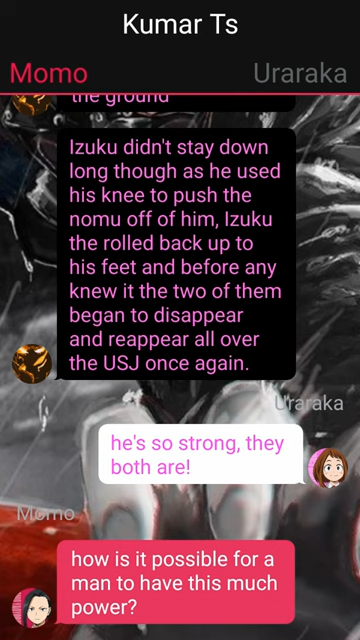 Kumar Ts
Momo
Uraraka
the ground
Izuku didn't stay down
long though as he used
his knee to push the
nomu off of him, Izuku
the rolled back up to
his feet and before any
knew it the two of them
began to disappear
and reappear all over
the USJ once again.
Uraraka
he's so strong, they
both are!
Momo
how is it possible for a
man to have this much
power?